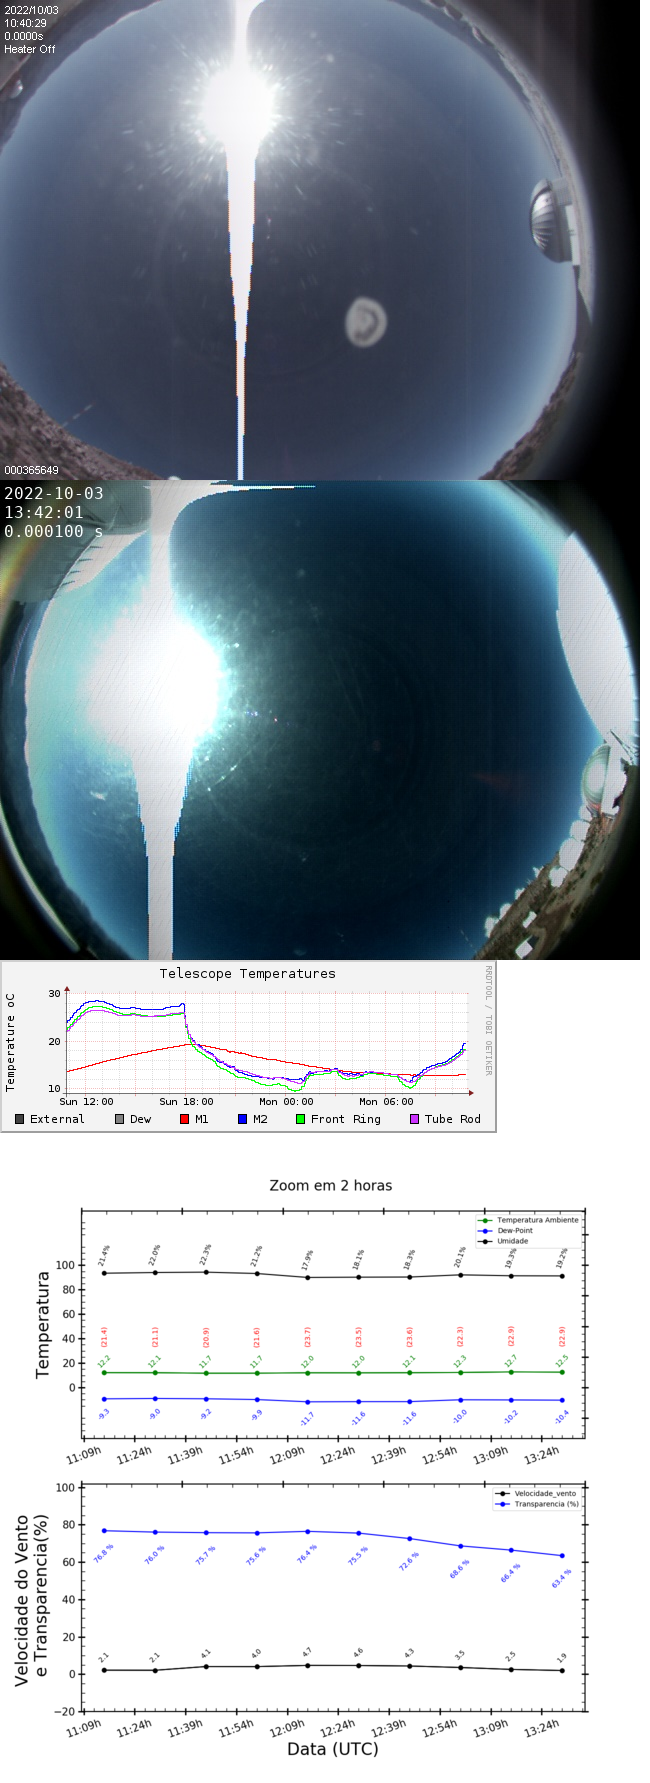 2022/10/03
10:40:29
0.0000s
Heater Off
000365649
2022-10-03
13:42:01
0.000100 s
Telescope Temperatures
RRDTOOL / TOBI OETIKER
Temperature oC
30
20
10
Sun 12:00 Sun 18:00 Mon 00:00 Mon 06:00
External Dew M1 M2 Front Ring Tube Rod
Zoom em 2 horas
Temperatura Ambiente
Dew-Point
Umidade
21.4% 22.0% 22.3% 21.2% 17.9% 18.1% 18.3% 20.1% 19.3% 19.2%
Temperatura
100
80
60
40
20
0
(21.4) (21.1) (20.9) (21.6) (23.7) (23.5) (23.6) (22.3) (22.9) (22.9)
12.2 12.1 11.7 11.7 12.0 12.0 12.1 12.3 12.7 12.5
-9.3 -9.0 -9.2 -9.9 -11.7 -11.6 -11.6 -10.0 -10.2 -10.4
11:09h 11:24h 11:39h 11:54h 12:09h 12:24h 12:39h 12:54h 13:09h 13:24h
Velocidade_vento
Transparencia (%)
Velocidade do Vento
e Transparencia(%)
100
80
60
40
20
0
−20
76.8 % 76.0 % 75.7 % 75.6 % 76.4 % 75.5 % 72.6 % 68.6 % 66.4 % 63.4 %
2.1 2.1 4.1 4.0 4.7 4.6 4.3 3.5 2.5 1.9
11:09h 11:24h 11:39h 11:54h 12:09h 12:24h 12:39h 12:54h 13:09h 13:24h
Data (UTC)